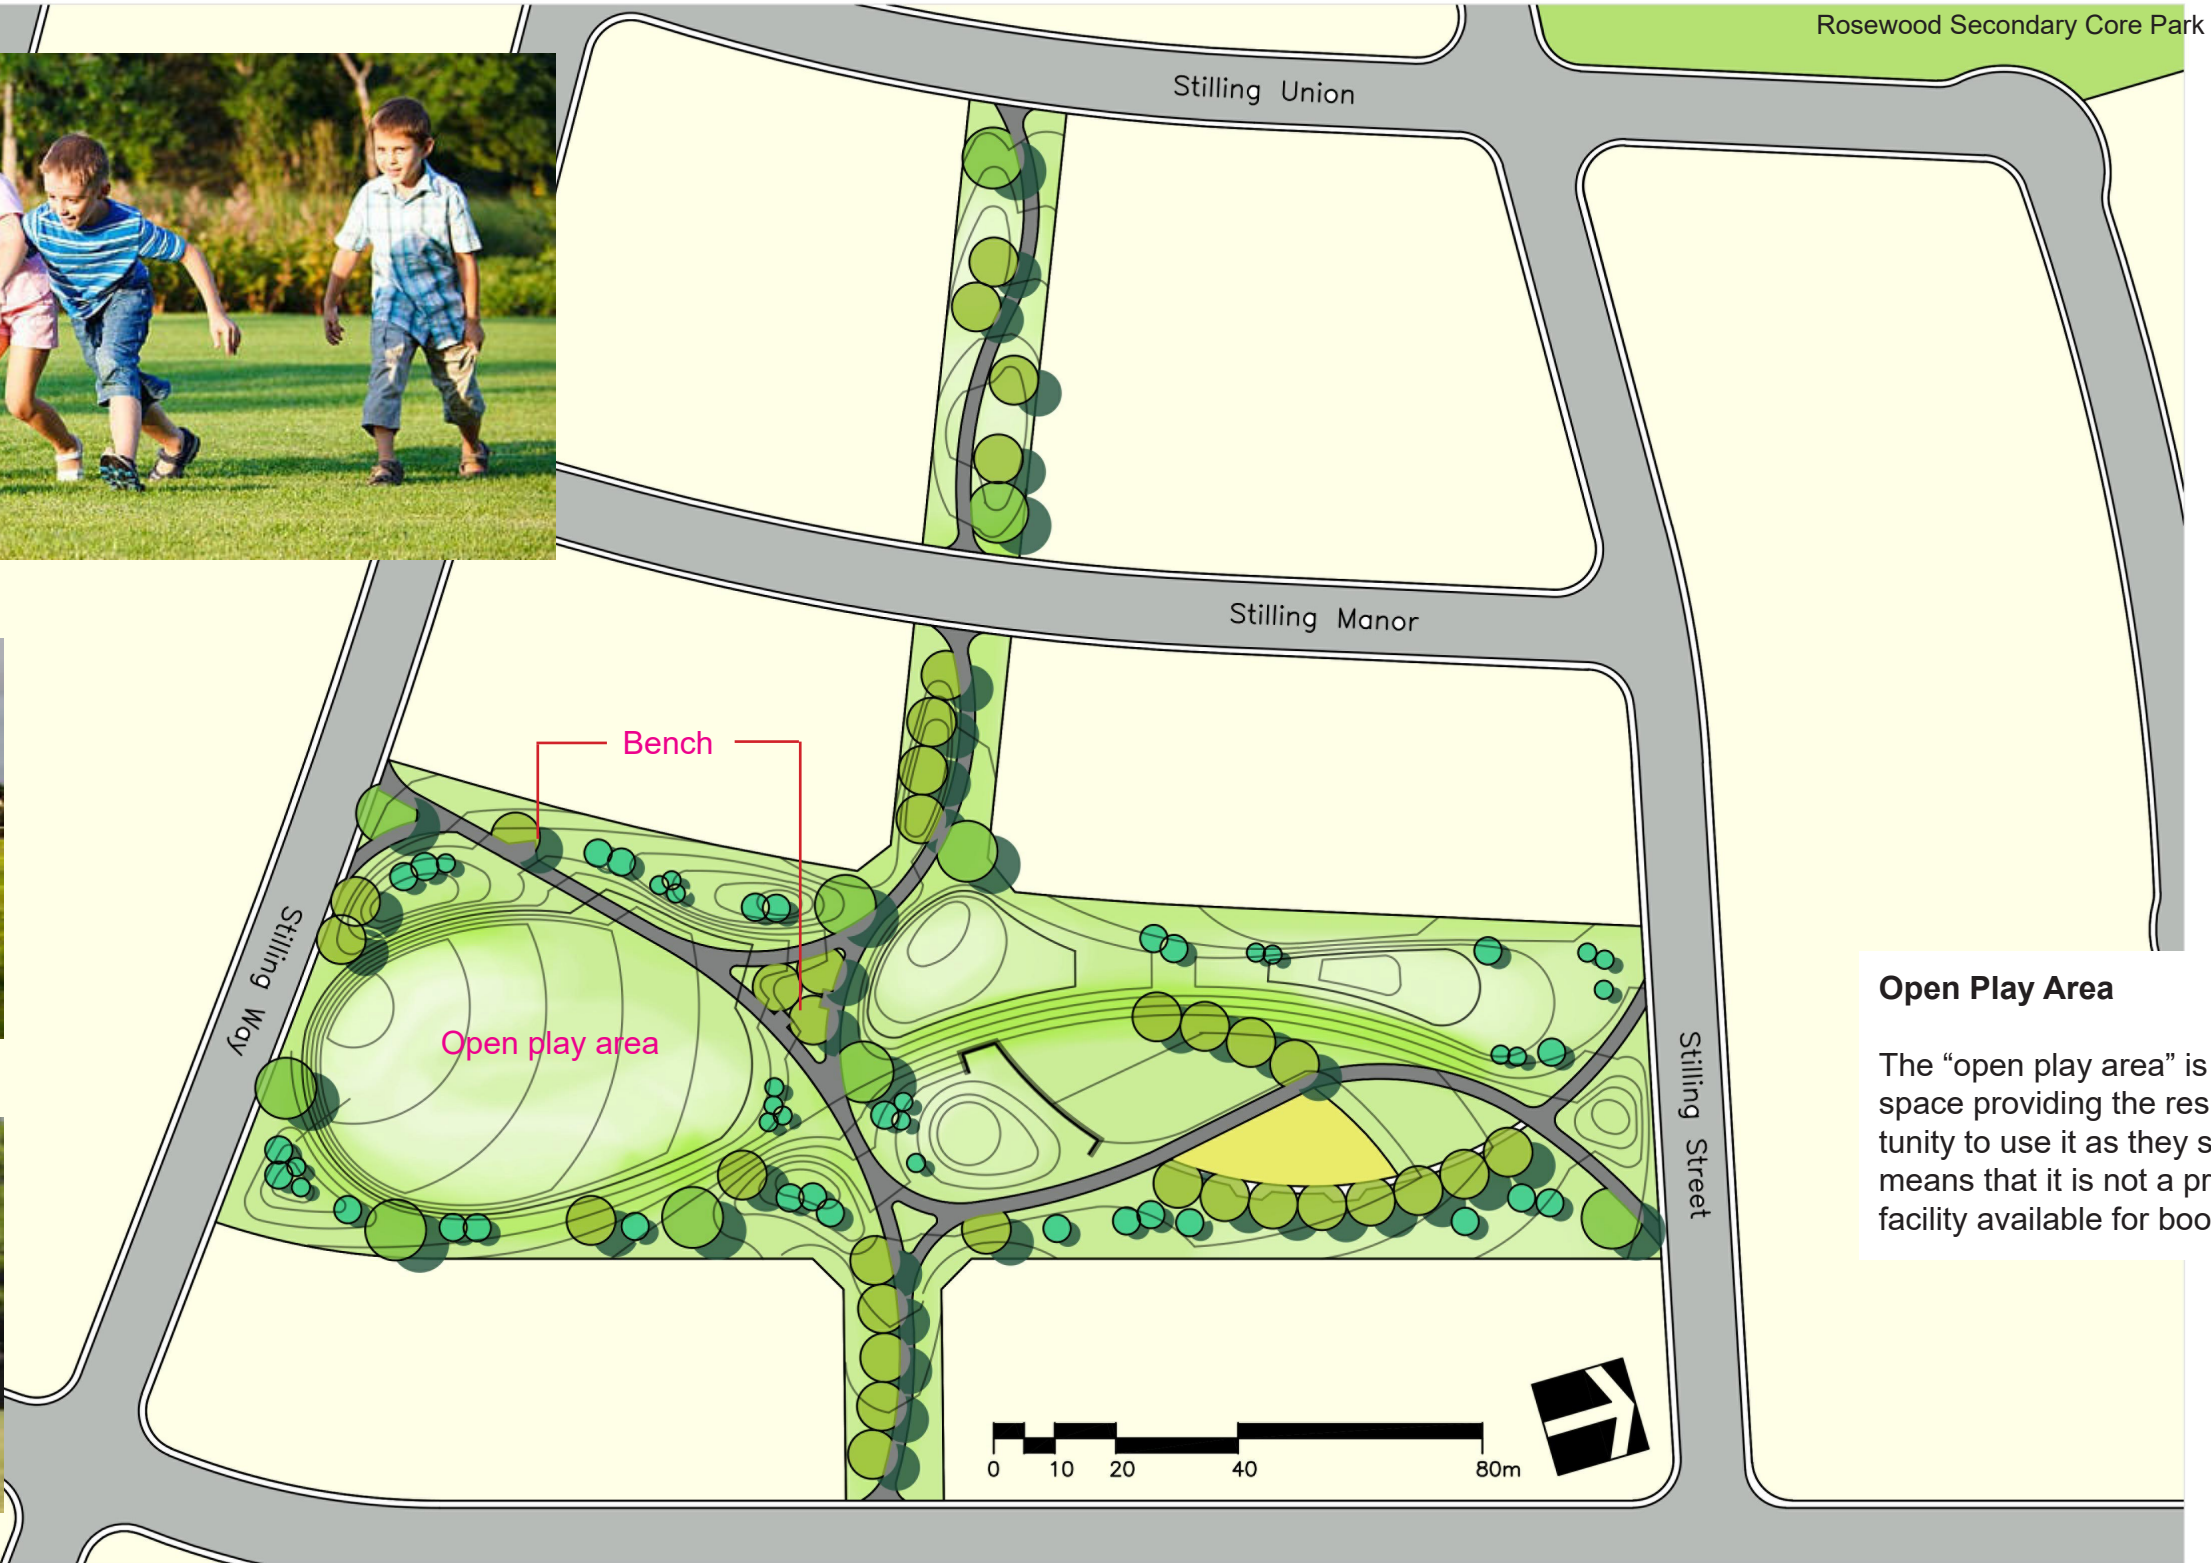 Rosewood Secondary Core Park
Stilling Union
Stilling Manor
Bench
Stilling Way
Open play area
Stilling Street
Open Play Area
The “open play area” is
space providing the res
tunity to use it as they s
means that it is not a pr
facility available for boo
0 10 20 40 80m